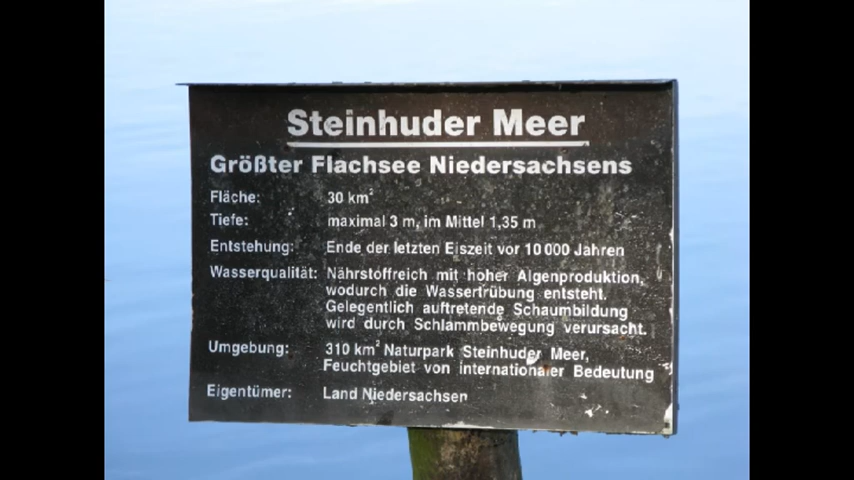 Steinhuder Meer
Größter Flachsee Niedersachsens
Fläche: 30 km²
Tiefe: maximal 3 m, im Mittel 1,35 m
Entstehung: Ende der letzten Eiszeit vor 10 000 Jahren
Wasserqualität: Nährstoffreich mit hoher Algenproduktion,
wodurch die Wassertrübung entsteht.
Gelegentlich auftretende Schaumbildung
wird durch Schlammbewegung verursacht.
Umgebung: 310 km² Naturpark Steinhuder Meer,
Feuchtgebiet von internationaler Bedeutung
Eigentümer: Land Niedersachsen